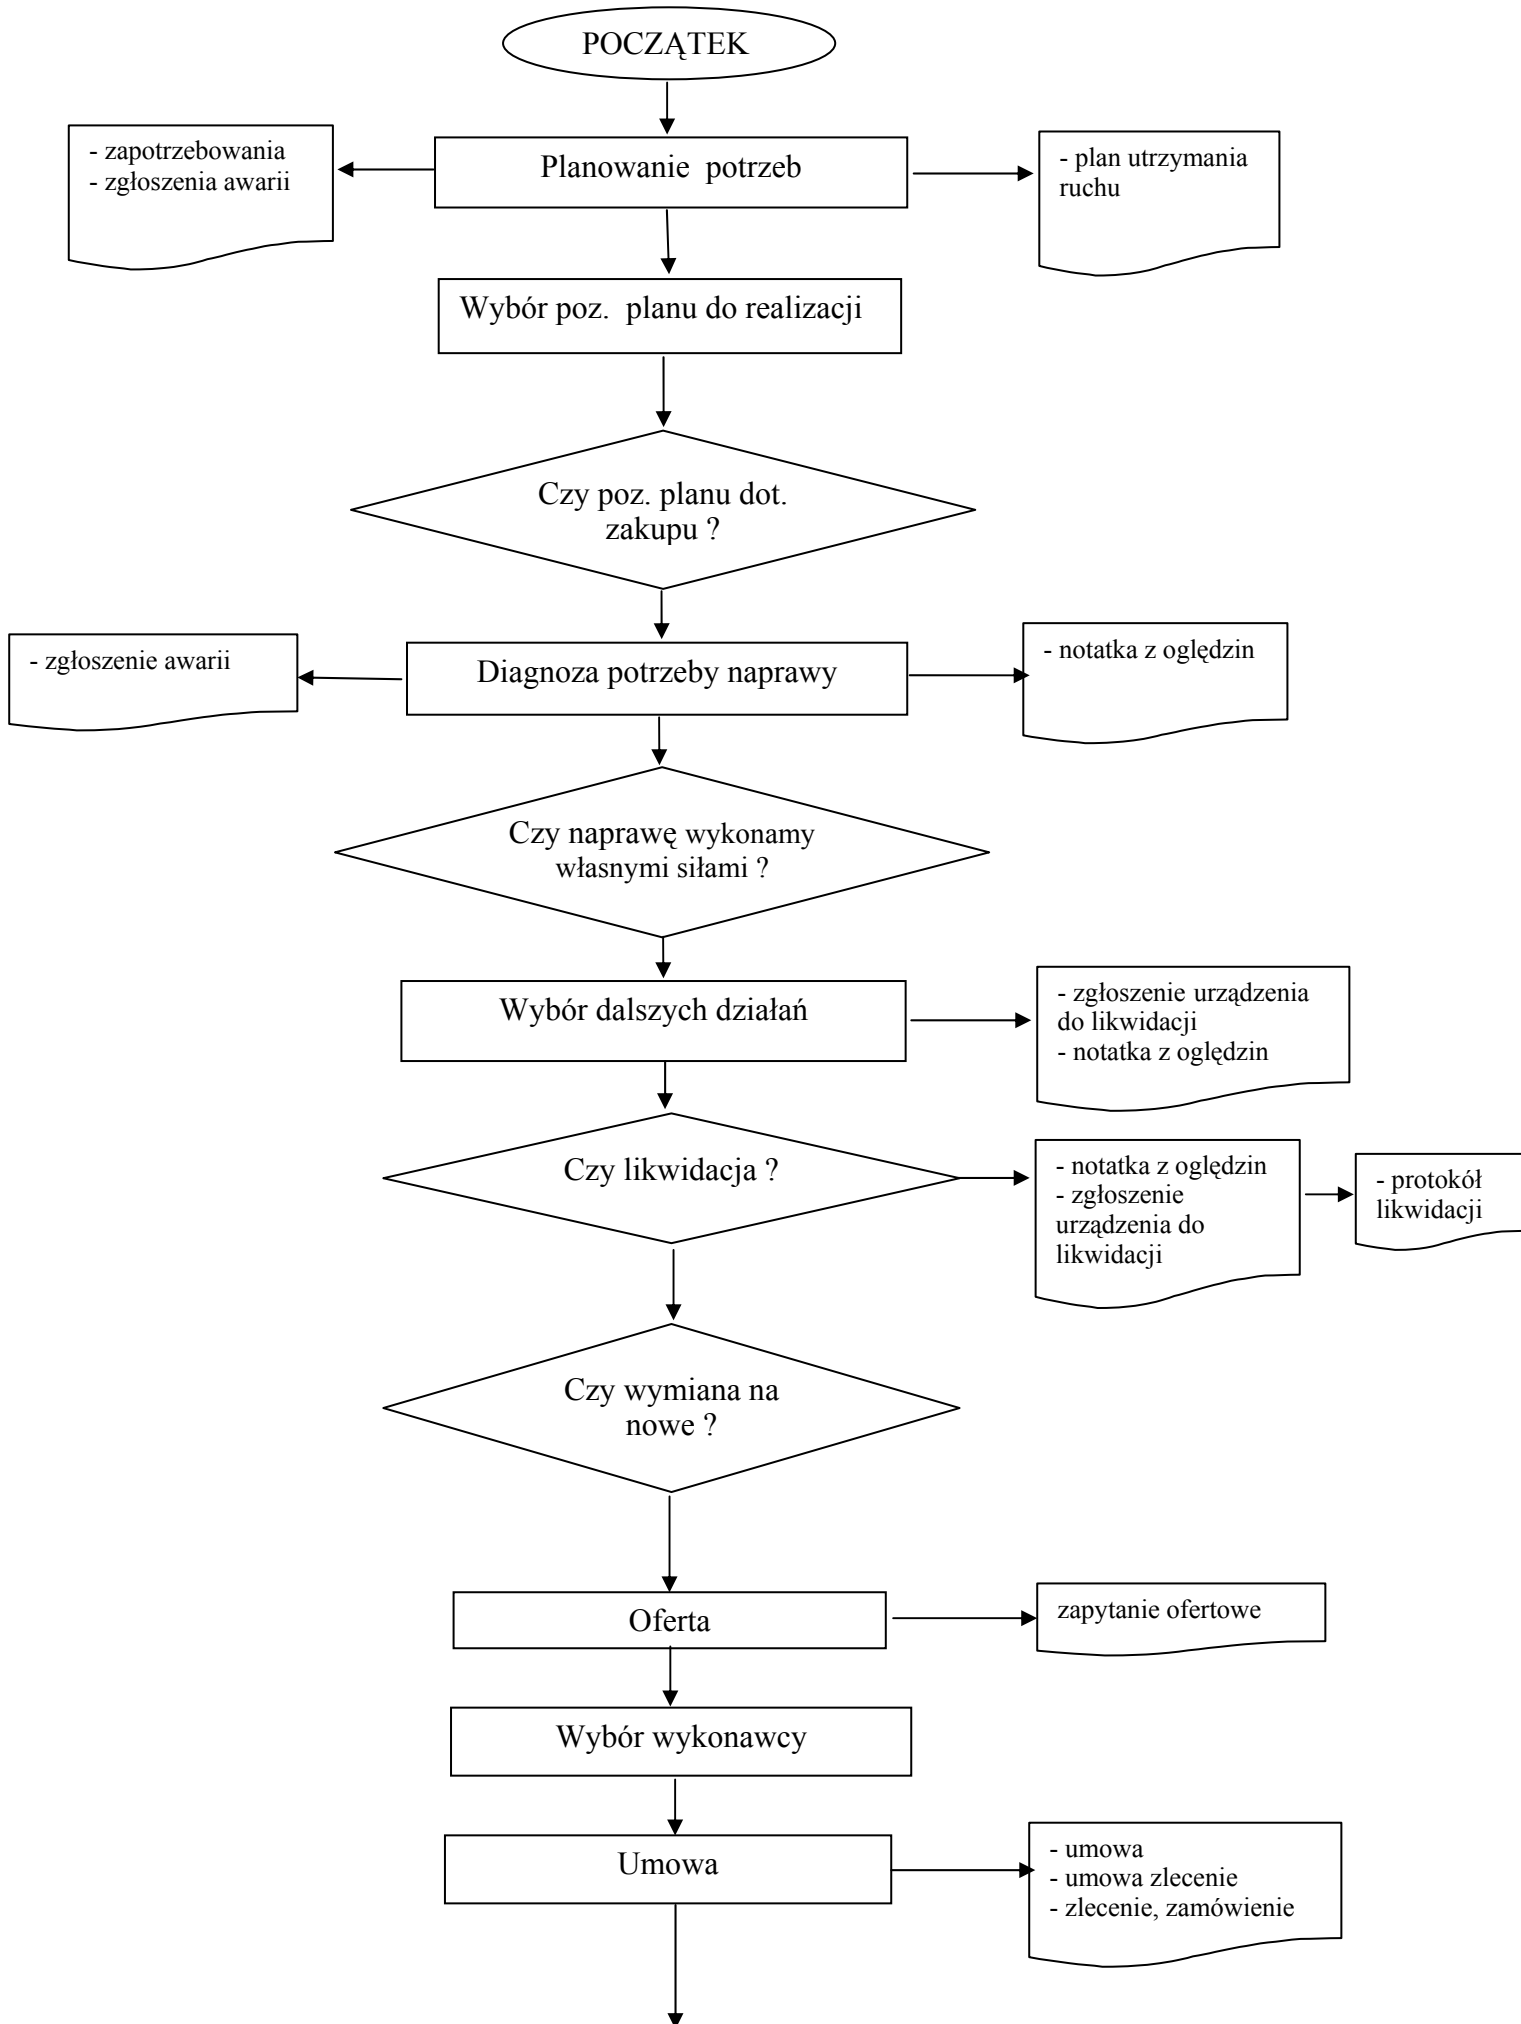 POCZĄTEK
- zapotrzebowania
- zgłoszenia awarii
Planowanie potrzeb
- plan utrzymania
ruchu
Wybór poz. planu do realizacji
Czy poz. planu dot.
zakupu ?
- zgłoszenie awarii
Diagnoza potrzeby naprawy
- notatka z oględzin
Czy naprawę wykonamy
własnymi siłami ?
Wybór dalszych działań
- zgłoszenie urządzenia
do likwidacji
- notatka z oględzin
Czy likwidacja ?
- notatka z oględzin
- zgłoszenie
urządzenia do
likwidacji
- protokół
likwidacji
Czy wymiana na
nowe ?
Oferta
zapytanie ofertowe
Wybór wykonawcy
Umowa
- umowa
- umowa zlecenie
- zlecenie, zamówienie